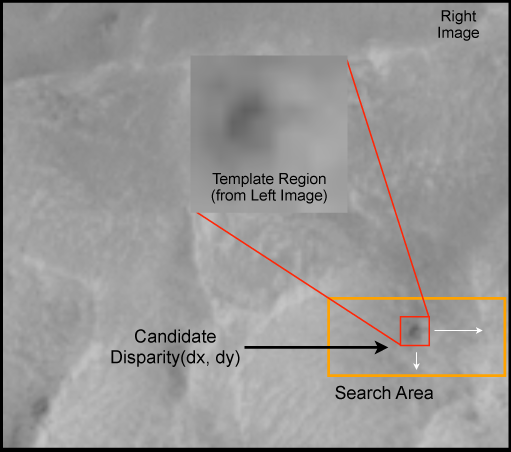 Right
Image
Template Region
(from Left Image)
Candidate
Disparity(dx, dy)
Search Area